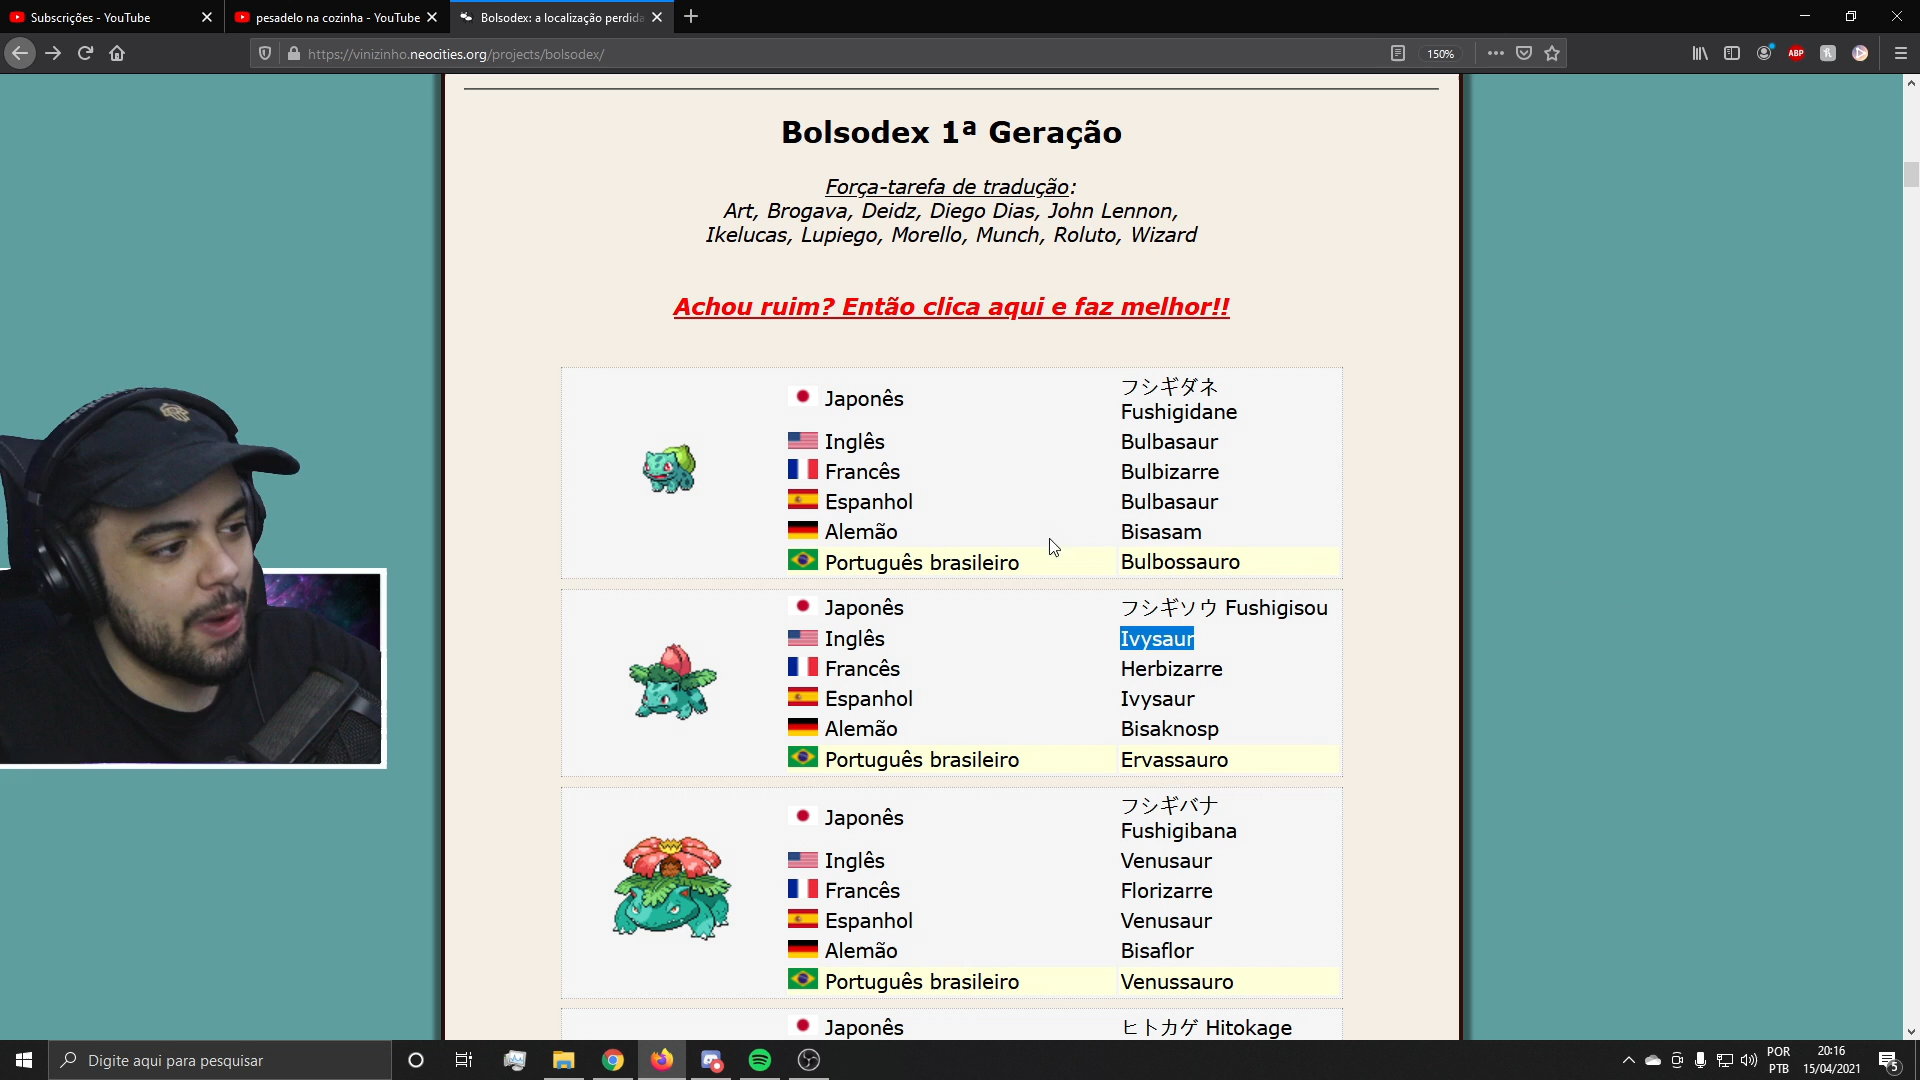 Subscrições - YouTube
pesadelo na cozinha - YouTube
Bolsodex: a localização perdida
https://vinizinho.neocities.org/projects/bolsodex/
150%
ABP
Bolsodex 1ª Geração
Força-tarefa de tradução:
Art, Brogava, Deidz, Diego Dias, John Lennon,
Ikelucas, Lupiego, Morello, Munch, Roluto, Wizard
Achou ruim? Então clica aqui e faz melhor!!
Japonês フシギダネ
Fushigidane
Inglês Bulbasaur
Francês Bulbizarre
Espanhol Bulbasaur
Alemão Bisasam
Português brasileiro Bulbossauro
Japonês フシギソウ Fushigisou
Inglês Ivysaur
Francês Herbizarre
Espanhol Ivysaur
Alemão Bisaknosp
Português brasileiro Ervassauro
Japonês フシギバナ
Fushigibana
Inglês Venusaur
Francês Florizarre
Espanhol Venusaur
Alemão Bisaflor
Português brasileiro Venussauro
Japonês ヒトカゲ Hitokage
Digite aqui para pesquisar
POR
PTB
20:16
15/04/2021
5